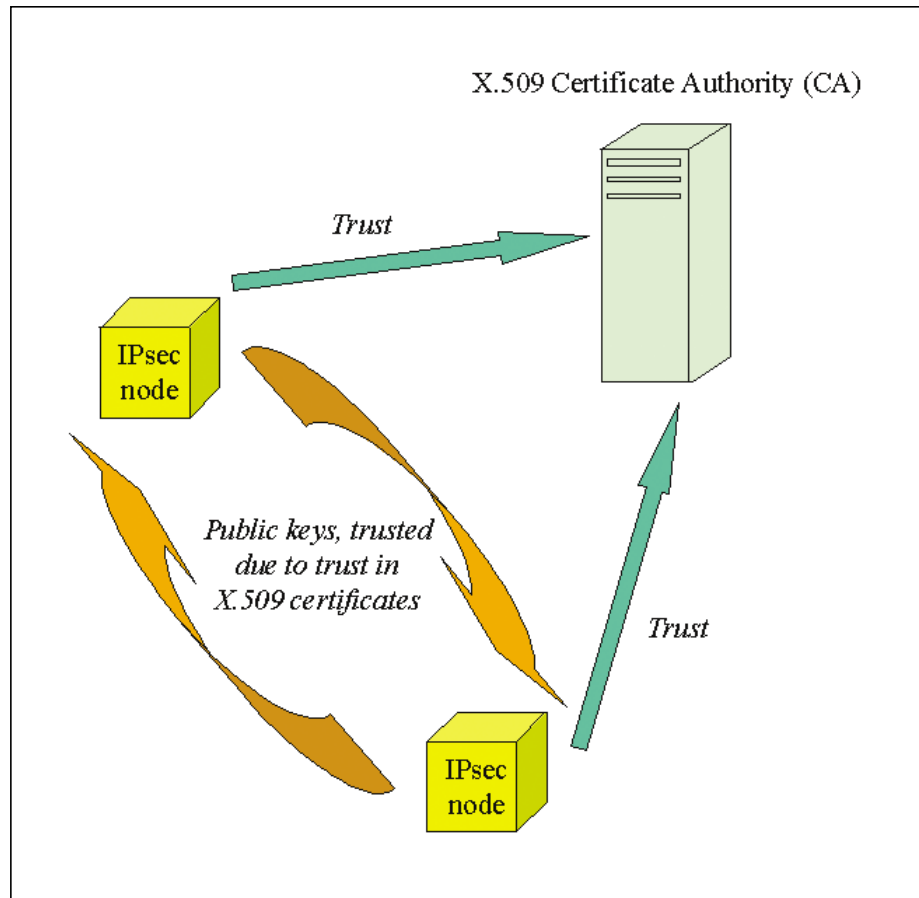 X.509 Certificate Authority (CA)
Trust
IPsec
node
Public keys, trusted
due to trust in
X.509 certificates
Trust
IPsec
node